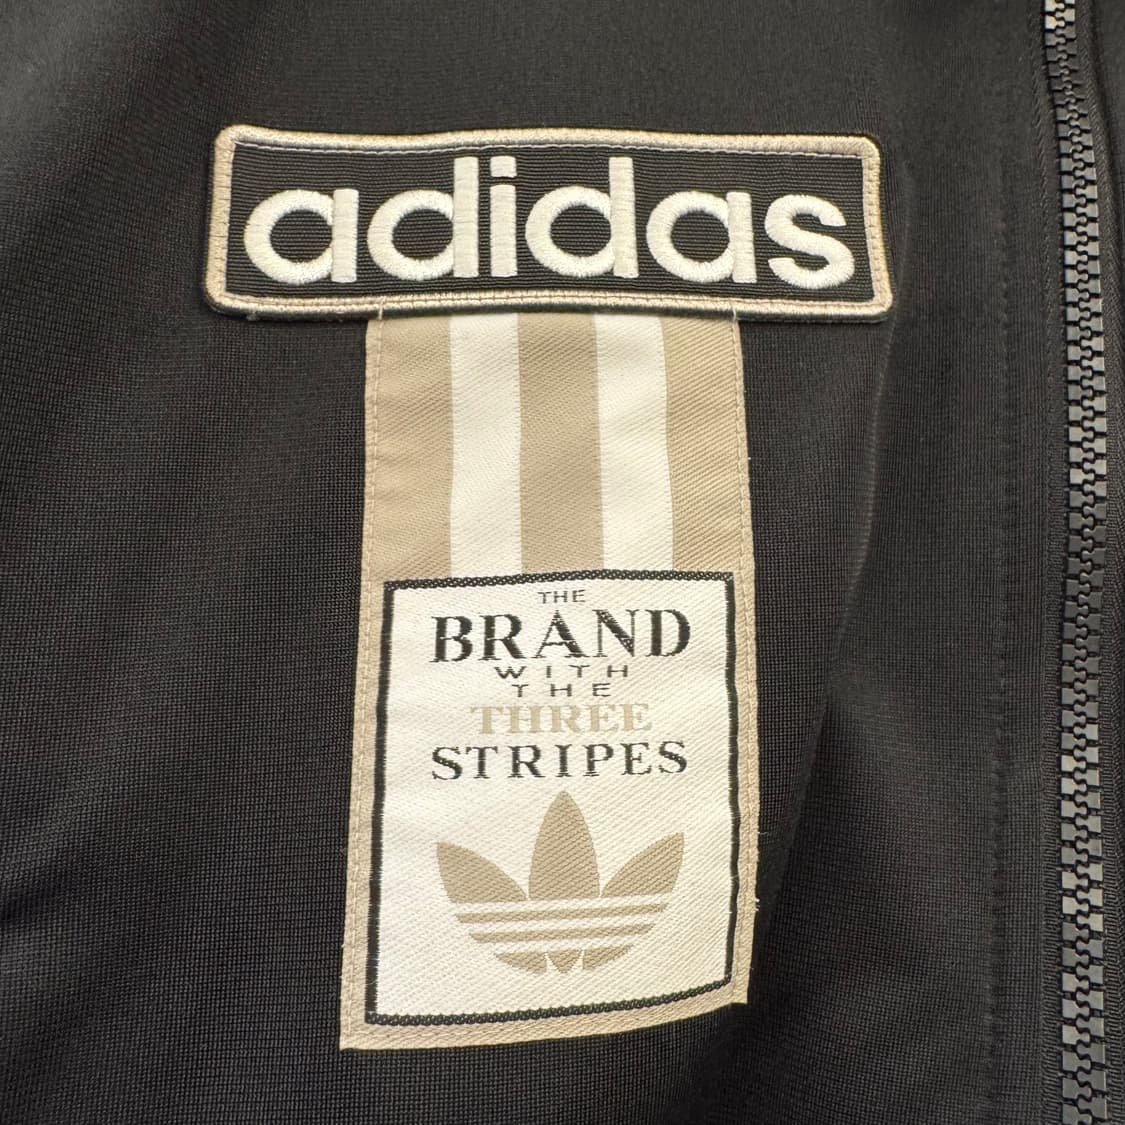 adidas
THE
BRAND
WITH
THE
THREE
STRIPES